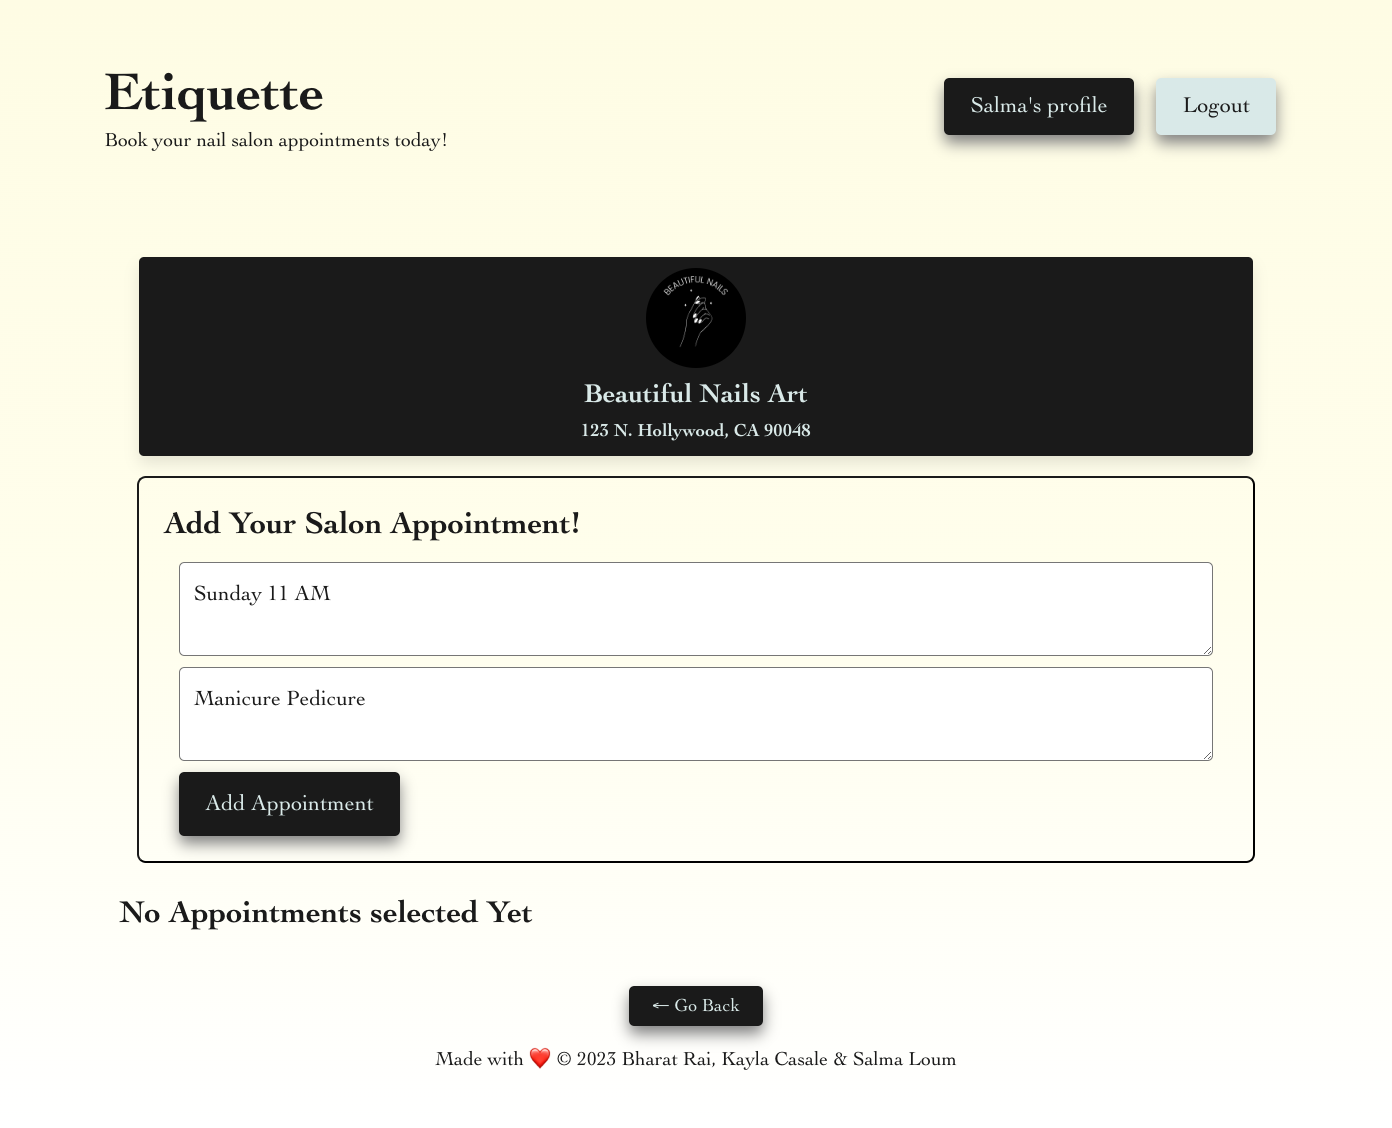 Etiquette
Book your nail salon appointments today!
Salma's profile
Logout
BEAUTIFUL NAILS
Beautiful Nails Art
123 N. Hollywood, CA 90048
Add Your Salon Appointment!
Sunday 11 AM
Manicure Pedicure
Add Appointment
No Appointments selected Yet
← Go Back
Made with ❤️ © 2023 Bharat Rai, Kayla Casale & Salma Loum